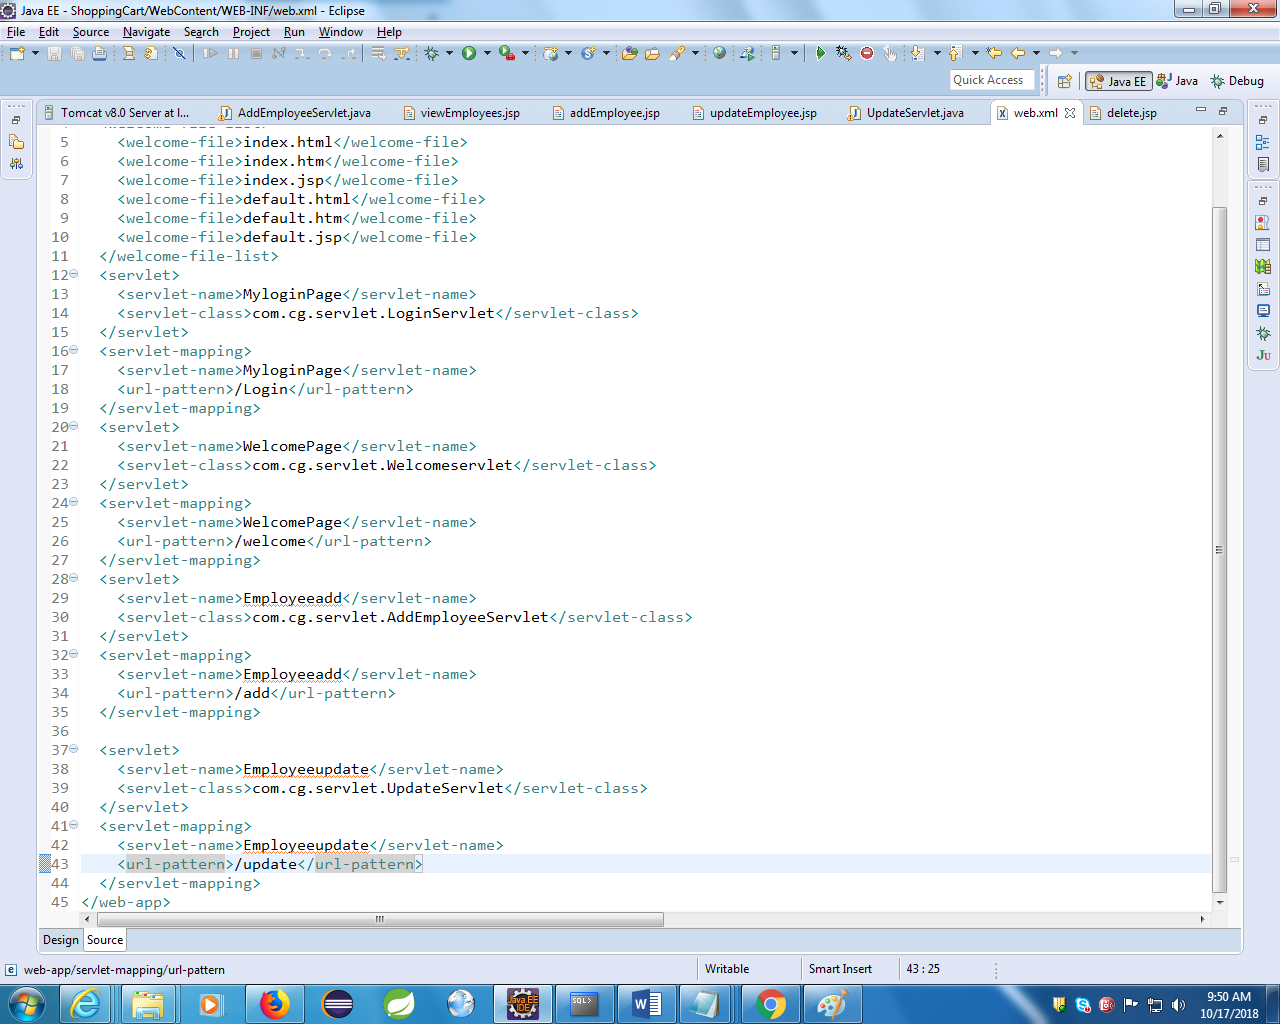 Java EE - ShoppingCart/WebContent/WEB-INF/web.xml - Eclipse
File Edit Source Navigate Search Project Run Window Help
Quick Access Java EE Java Debug
Tomcat v8.0 Server at l... AddEmployeeServlet.java viewEmployees.jsp addEmployee.jsp updateEmployee.jsp UpdateServlet.java web.xml delete.jsp
5 <welcome-file>index.html</welcome-file>
6 <welcome-file>index.htm</welcome-file>
7 <welcome-file>index.jsp</welcome-file>
8 <welcome-file>default.html</welcome-file>
9 <welcome-file>default.htm</welcome-file>
10 <welcome-file>default.jsp</welcome-file>
11 </welcome-file-list>
12 <servlet>
13 <servlet-name>MyloginPage</servlet-name>
14 <servlet-class>com.cg.servlet.LoginServlet</servlet-class>
15 </servlet>
16 <servlet-mapping>
17 <servlet-name>MyloginPage</servlet-name>
18 <url-pattern>/Login</url-pattern>
19 </servlet-mapping>
20 <servlet>
21 <servlet-name>WelcomePage</servlet-name>
22 <servlet-class>com.cg.servlet.Welcomeservlet</servlet-class>
23 </servlet>
24 <servlet-mapping>
25 <servlet-name>WelcomePage</servlet-name>
26 <url-pattern>/welcome</url-pattern>
27 </servlet-mapping>
28 <servlet>
29 <servlet-name>Employeeadd</servlet-name>
30 <servlet-class>com.cg.servlet.AddEmployeeServlet</servlet-class>
31 </servlet>
32 <servlet-mapping>
33 <servlet-name>Employeeadd</servlet-name>
34 <url-pattern>/add</url-pattern>
35 </servlet-mapping>
36
37 <servlet>
38 <servlet-name>Employeeupdate</servlet-name>
39 <servlet-class>com.cg.servlet.UpdateServlet</servlet-class>
40 </servlet>
41 <servlet-mapping>
42 <servlet-name>Employeeupdate</servlet-name>
43 <url-pattern>/update</url-pattern>
44 </servlet-mapping>
45 </web-app>
Design Source
web-app/servlet-mapping/url-pattern Writable Smart Insert 43 : 25
Java EE IDE SQL>
9:50 AM
10/17/2018